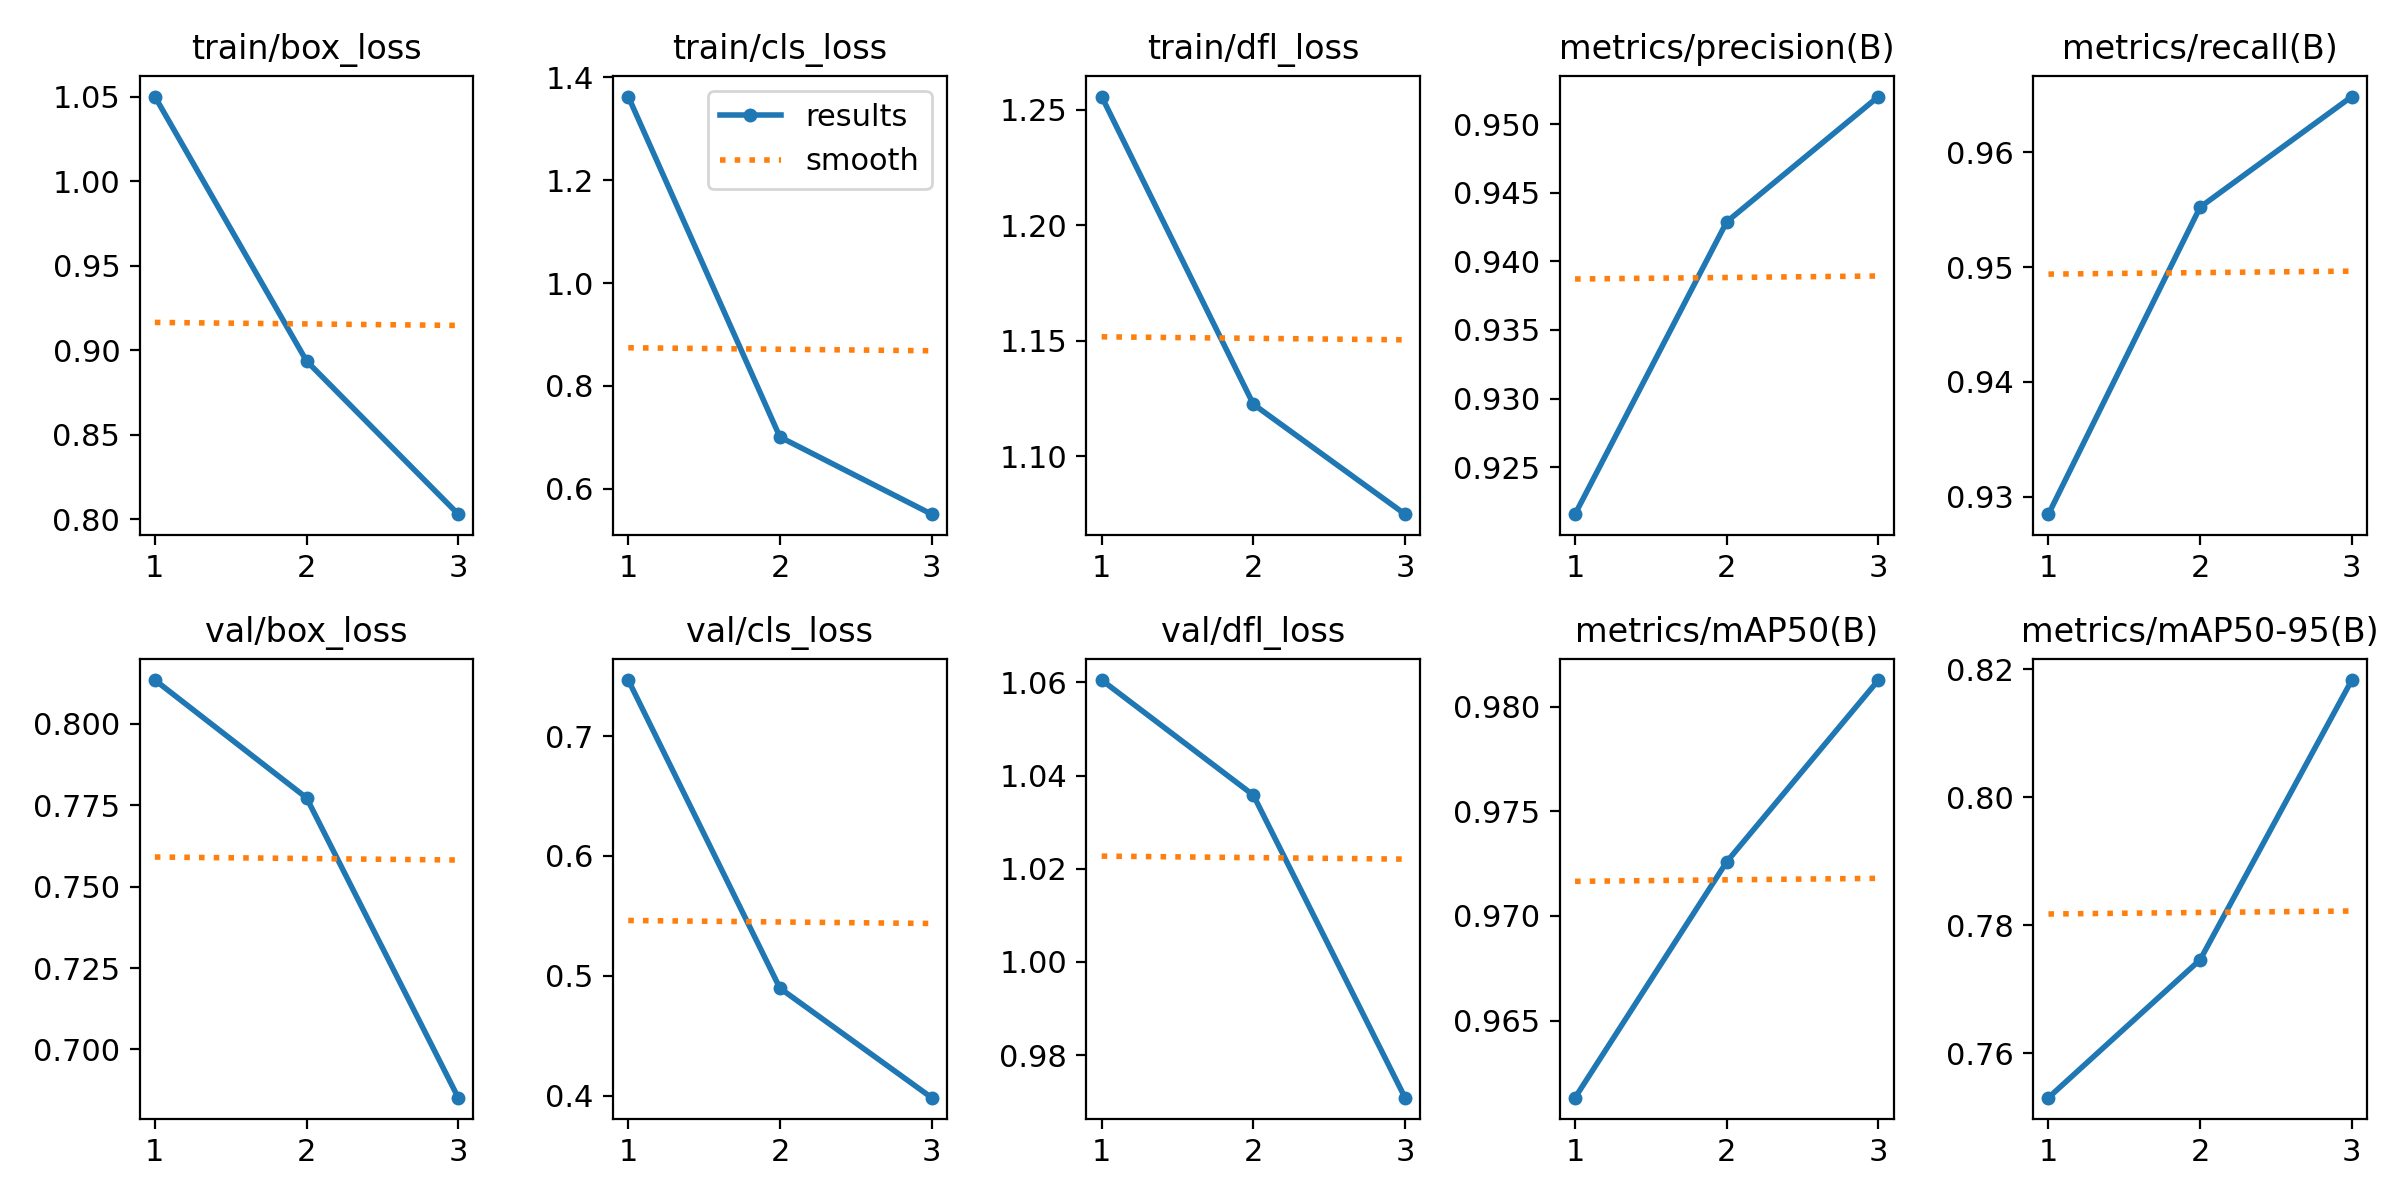 train/box_loss
1.05
1.00
0.95
0.90
0.85
0.80
1 2 3
train/cls_loss
1.4
1.2
1.0
0.8
0.6
results
smooth
1 2 3
train/dfl_loss
1.25
1.20
1.15
1.10
1 2 3
metrics/precision(B)
0.950
0.945
0.940
0.935
0.930
0.925
1 2 3
metrics/recall(B)
0.96
0.95
0.94
0.93
1 2 3
val/box_loss
0.800
0.775
0.750
0.725
0.700
1 2 3
val/cls_loss
0.7
0.6
0.5
0.4
1 2 3
val/dfl_loss
1.06
1.04
1.02
1.00
0.98
1 2 3
metrics/mAP50(B)
0.980
0.975
0.970
0.965
1 2 3
metrics/mAP50-95(B)
0.82
0.80
0.78
0.76
1 2 3